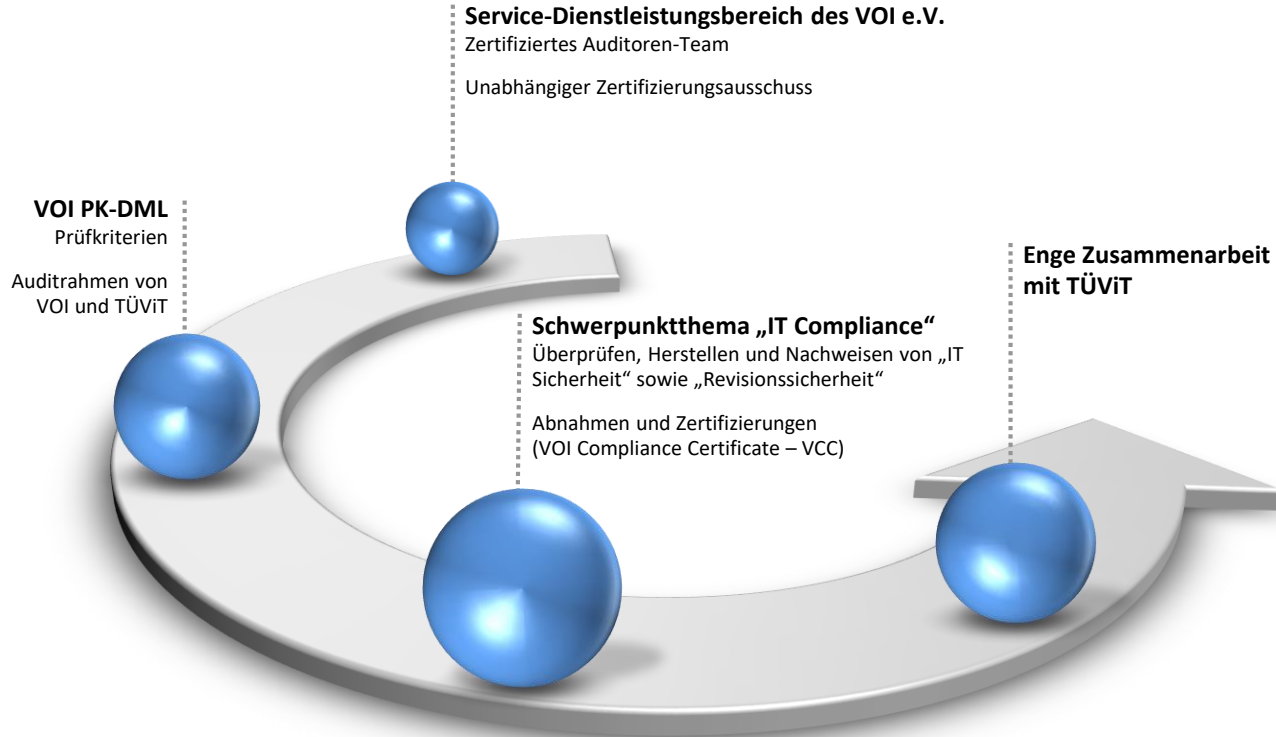 Service-Dienstleistungsbereich des VOI e.V.
Zertifiziertes Auditoren-Team
Unabhängiger Zertifizierungsausschuss
VOI PK-DML
Prüfkriterien
Auditrahmen von
VOI und TÜViT
Schwerpunktthema „IT Compliance“
Überprüfen, Herstellen und Nachweisen von „IT
Sicherheit“ sowie „Revisionssicherheit“
Abnahmen und Zertifizierungen
(VOI Compliance Certificate – VCC)
Enge Zusammenarbeit
mit TÜViT